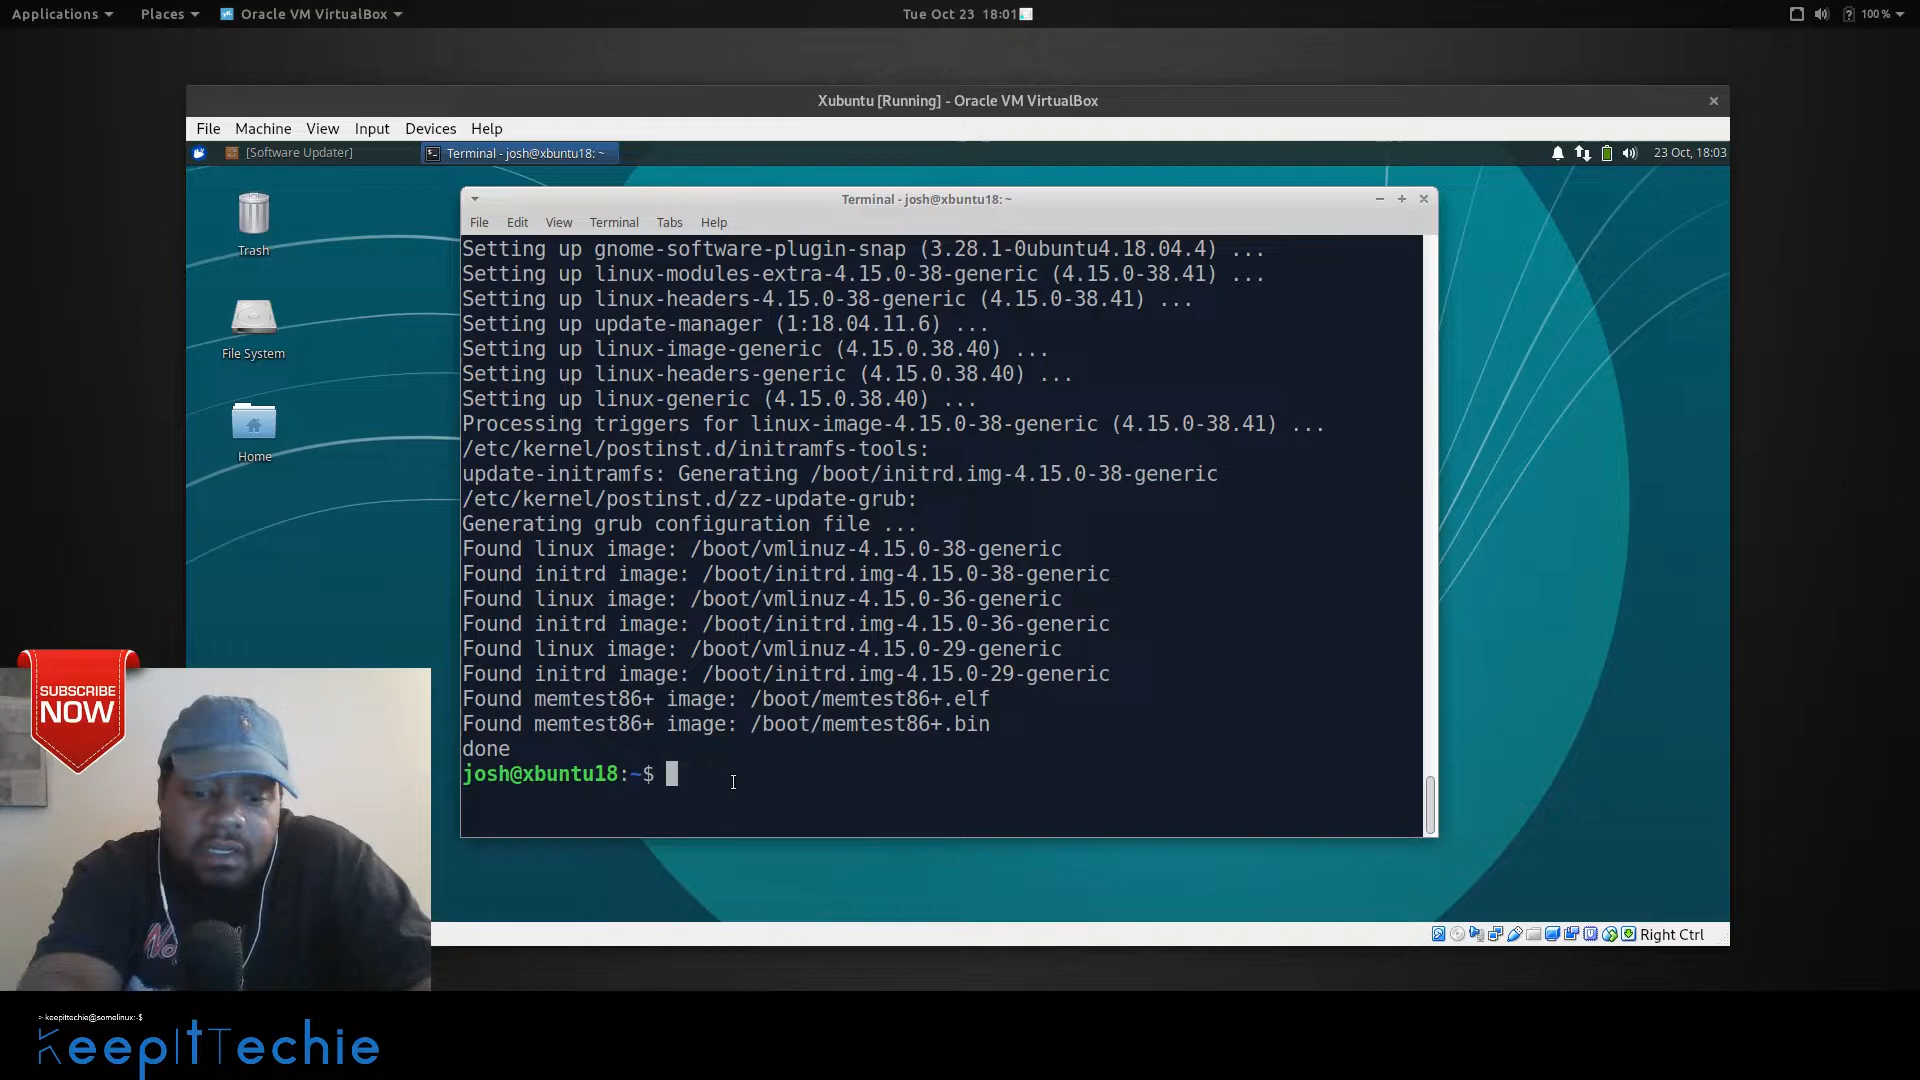 Applications Places Oracle VM VirtualBox Tue Oct 23 18:01 100 %
Xubuntu [Running] - Oracle VM VirtualBox
File Machine View Input Devices Help
[Software Updater] Terminal - josh@xbuntu18: ~ 23 Oct, 18:03
Terminal - josh@xbuntu18: ~
File Edit View Terminal Tabs Help
Trash
File System
Home
Setting up gnome-software-plugin-snap (3.28.1-0ubuntu4.18.04.4) ...
Setting up linux-modules-extra-4.15.0-38-generic (4.15.0-38.41) ...
Setting up linux-headers-4.15.0-38-generic (4.15.0-38.41) ...
Setting up update-manager (1:18.04.11.6) ...
Setting up linux-image-generic (4.15.0.38.40) ...
Setting up linux-headers-generic (4.15.0.38.40) ...
Setting up linux-generic (4.15.0.38.40) ...
Processing triggers for linux-image-4.15.0-38-generic (4.15.0-38.41) ...
/etc/kernel/postinst.d/initramfs-tools:
update-initramfs: Generating /boot/initrd.img-4.15.0-38-generic
/etc/kernel/postinst.d/zz-update-grub:
Generating grub configuration file ...
Found linux image: /boot/vmlinuz-4.15.0-38-generic
Found initrd image: /boot/initrd.img-4.15.0-38-generic
Found linux image: /boot/vmlinuz-4.15.0-36-generic
Found initrd image: /boot/initrd.img-4.15.0-36-generic
Found linux image: /boot/vmlinuz-4.15.0-29-generic
Found initrd image: /boot/initrd.img-4.15.0-29-generic
Found memtest86+ image: /boot/memtest86+.elf
Found memtest86+ image: /boot/memtest86+.bin
done
josh@xbuntu18:~$
SUBSCRIBE
NOW
Right Ctrl
> keepittechie@somelinux:~$
KeepItTechie